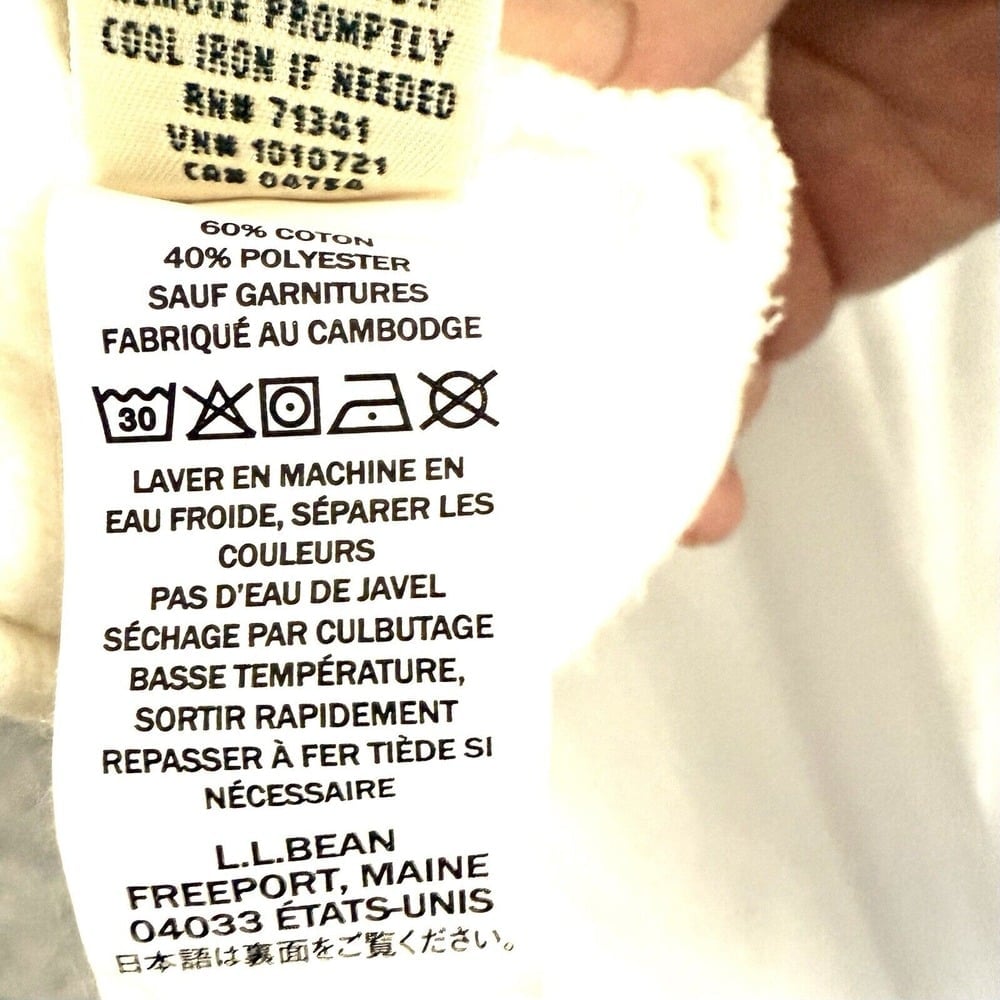 REMOVE PROMPTLY
COOL IRON IF NEEDED
RN# 71341
VN# 1010721
CA# 04754
60% COTON
40% POLYESTER
SAUF GARNITURES
FABRIQUÉ AU CAMBODGE
30
LAVER EN MACHINE EN
EAU FROIDE, SÉPARER LES
COULEURS
PAS D'EAU DE JAVEL
SÉCHAGE PAR CULBUTAGE
BASSE TEMPÉRATURE,
SORTIR RAPIDEMENT
REPASSER À FER TIÈDE SI
NÉCESSAIRE
L.L.BEAN
FREEPORT, MAINE
04033 ÉTATS-UNIS
日本語は裏面をご覧ください。